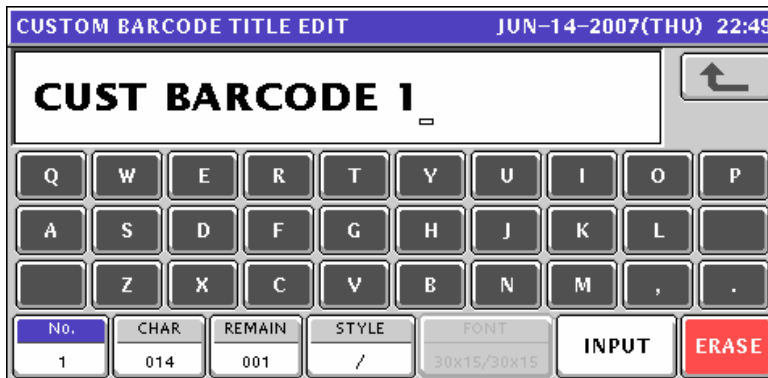 CUSTOM BARCODE TITLE EDIT JUN-14-2007(THU) 22:49
CUST BARCODE 1_
Q W E R T Y U I O P
A S D F G H J K L
Z X C V B N M , .
No. CHAR REMAIN STYLE FONT INPUT ERASE
1 014 001 / 30x15/30x15